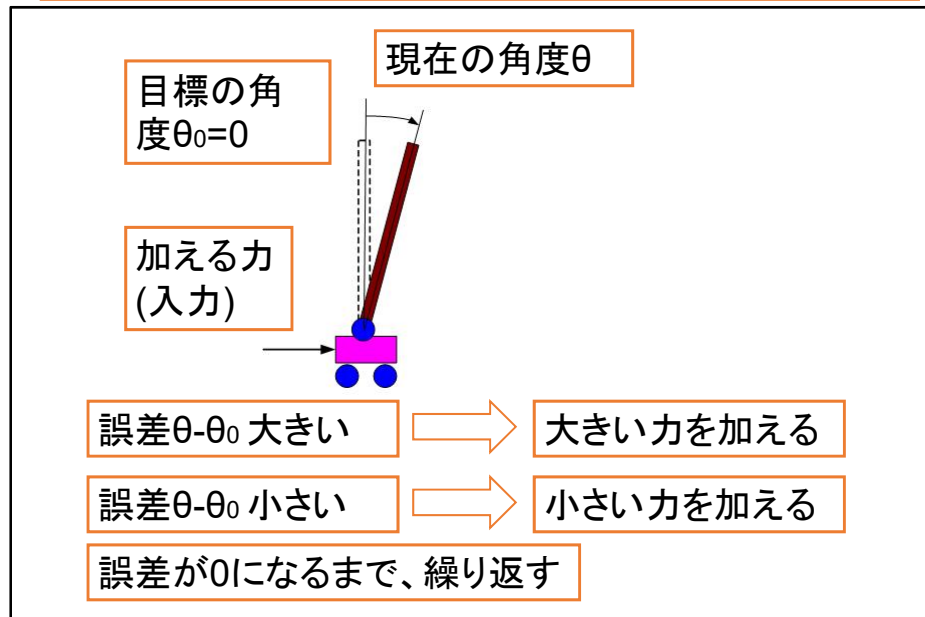 現在の角度θ
目標の角
度θ₀=0
加える力
(入力)
誤差θ-θ₀ 大きい
大きい力を加える
誤差θ-θ₀ 小さい
小さい力を加える
誤差が0になるまで、繰り返す